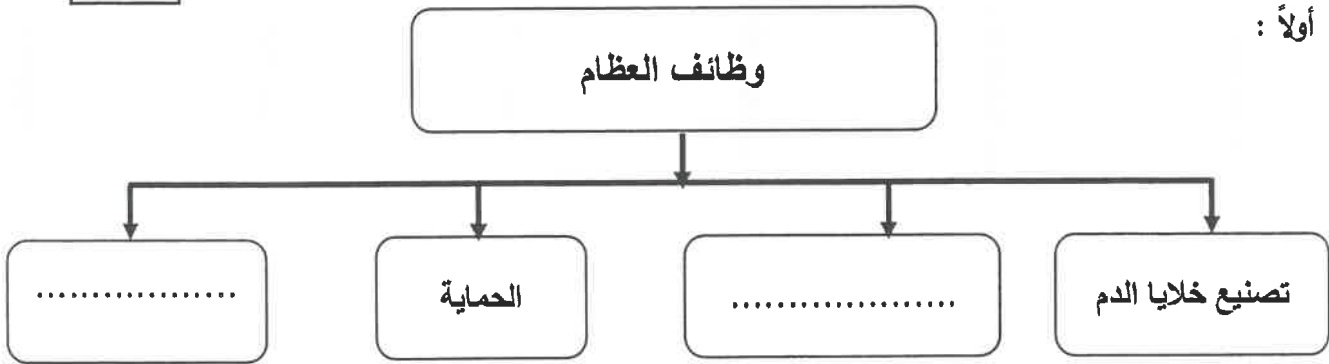 أولاً :
وظائف العظام
تصنيع خلايا الدم
....................
الحماية
..................